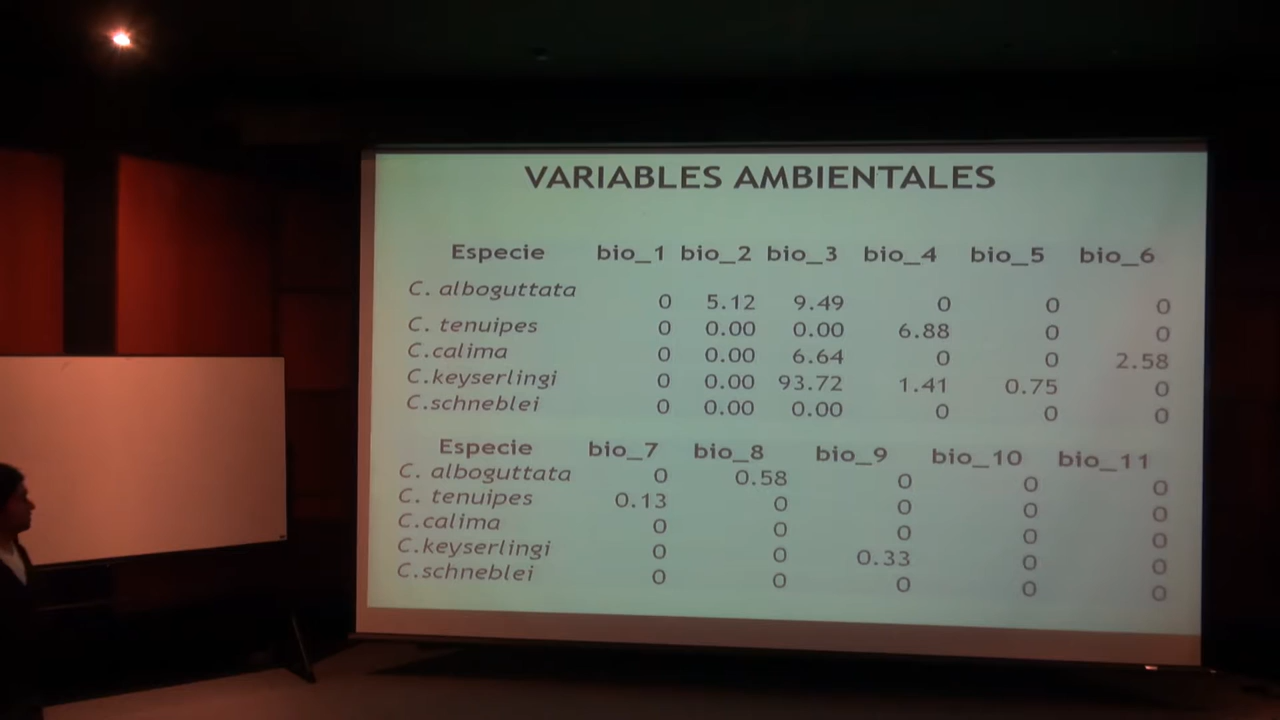 VARIABLES AMBIENTALES
Especie bio_1 bio_2 bio_3 bio_4 bio_5 bio_6
C. alboguttata 0 5.12 9.49 0 0 0
C. tenuipes 0 0.00 0.00 6.88 0 0
C.calima 0 0.00 6.64 0 0 2.58
C.keyserlingi 0 0.00 93.72 1.41 0.75 0
C.schneblei 0 0.00 0.00 0 0 0
Especie bio_7 bio_8 bio_9 bio_10 bio_11
C. alboguttata 0 0.58 0 0 0
C. tenuipes 0.13 0 0 0 0
C.calima 0 0 0 0 0
C.keyserlingi 0 0 0.33 0 0
C.schneblei 0 0 0 0 0